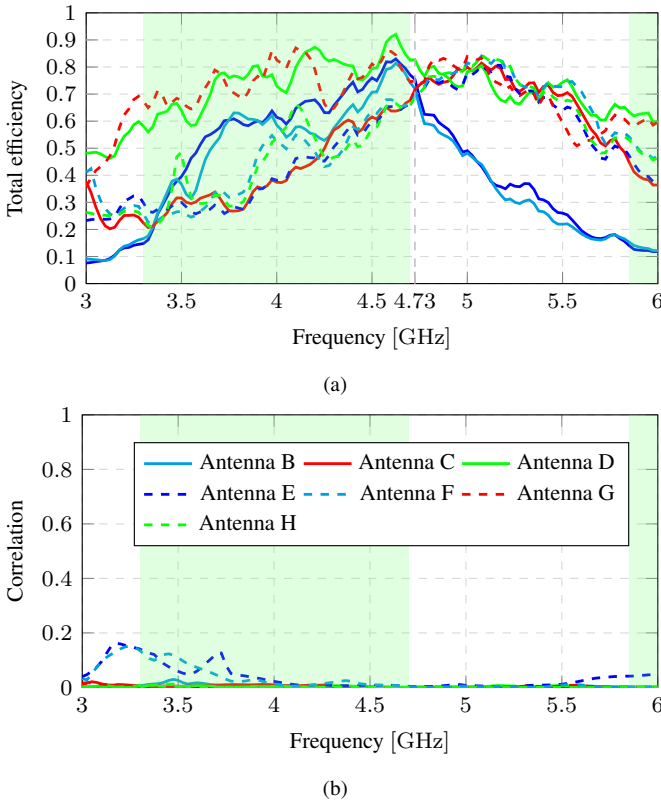 1
0.9
0.8
0.7
0.6
0.5
0.4
0.3
0.2
0.1
0
Total efficiency
3 3.5 4 4.5 4.73 5 5.5 6
Frequency [GHz]
(a)
1
0.8
0.6
0.4
0.2
0
Correlation
Antenna B Antenna C Antenna D
Antenna E Antenna F Antenna G
Antenna H
3 3.5 4 4.5 5 5.5 6
Frequency [GHz]
(b)